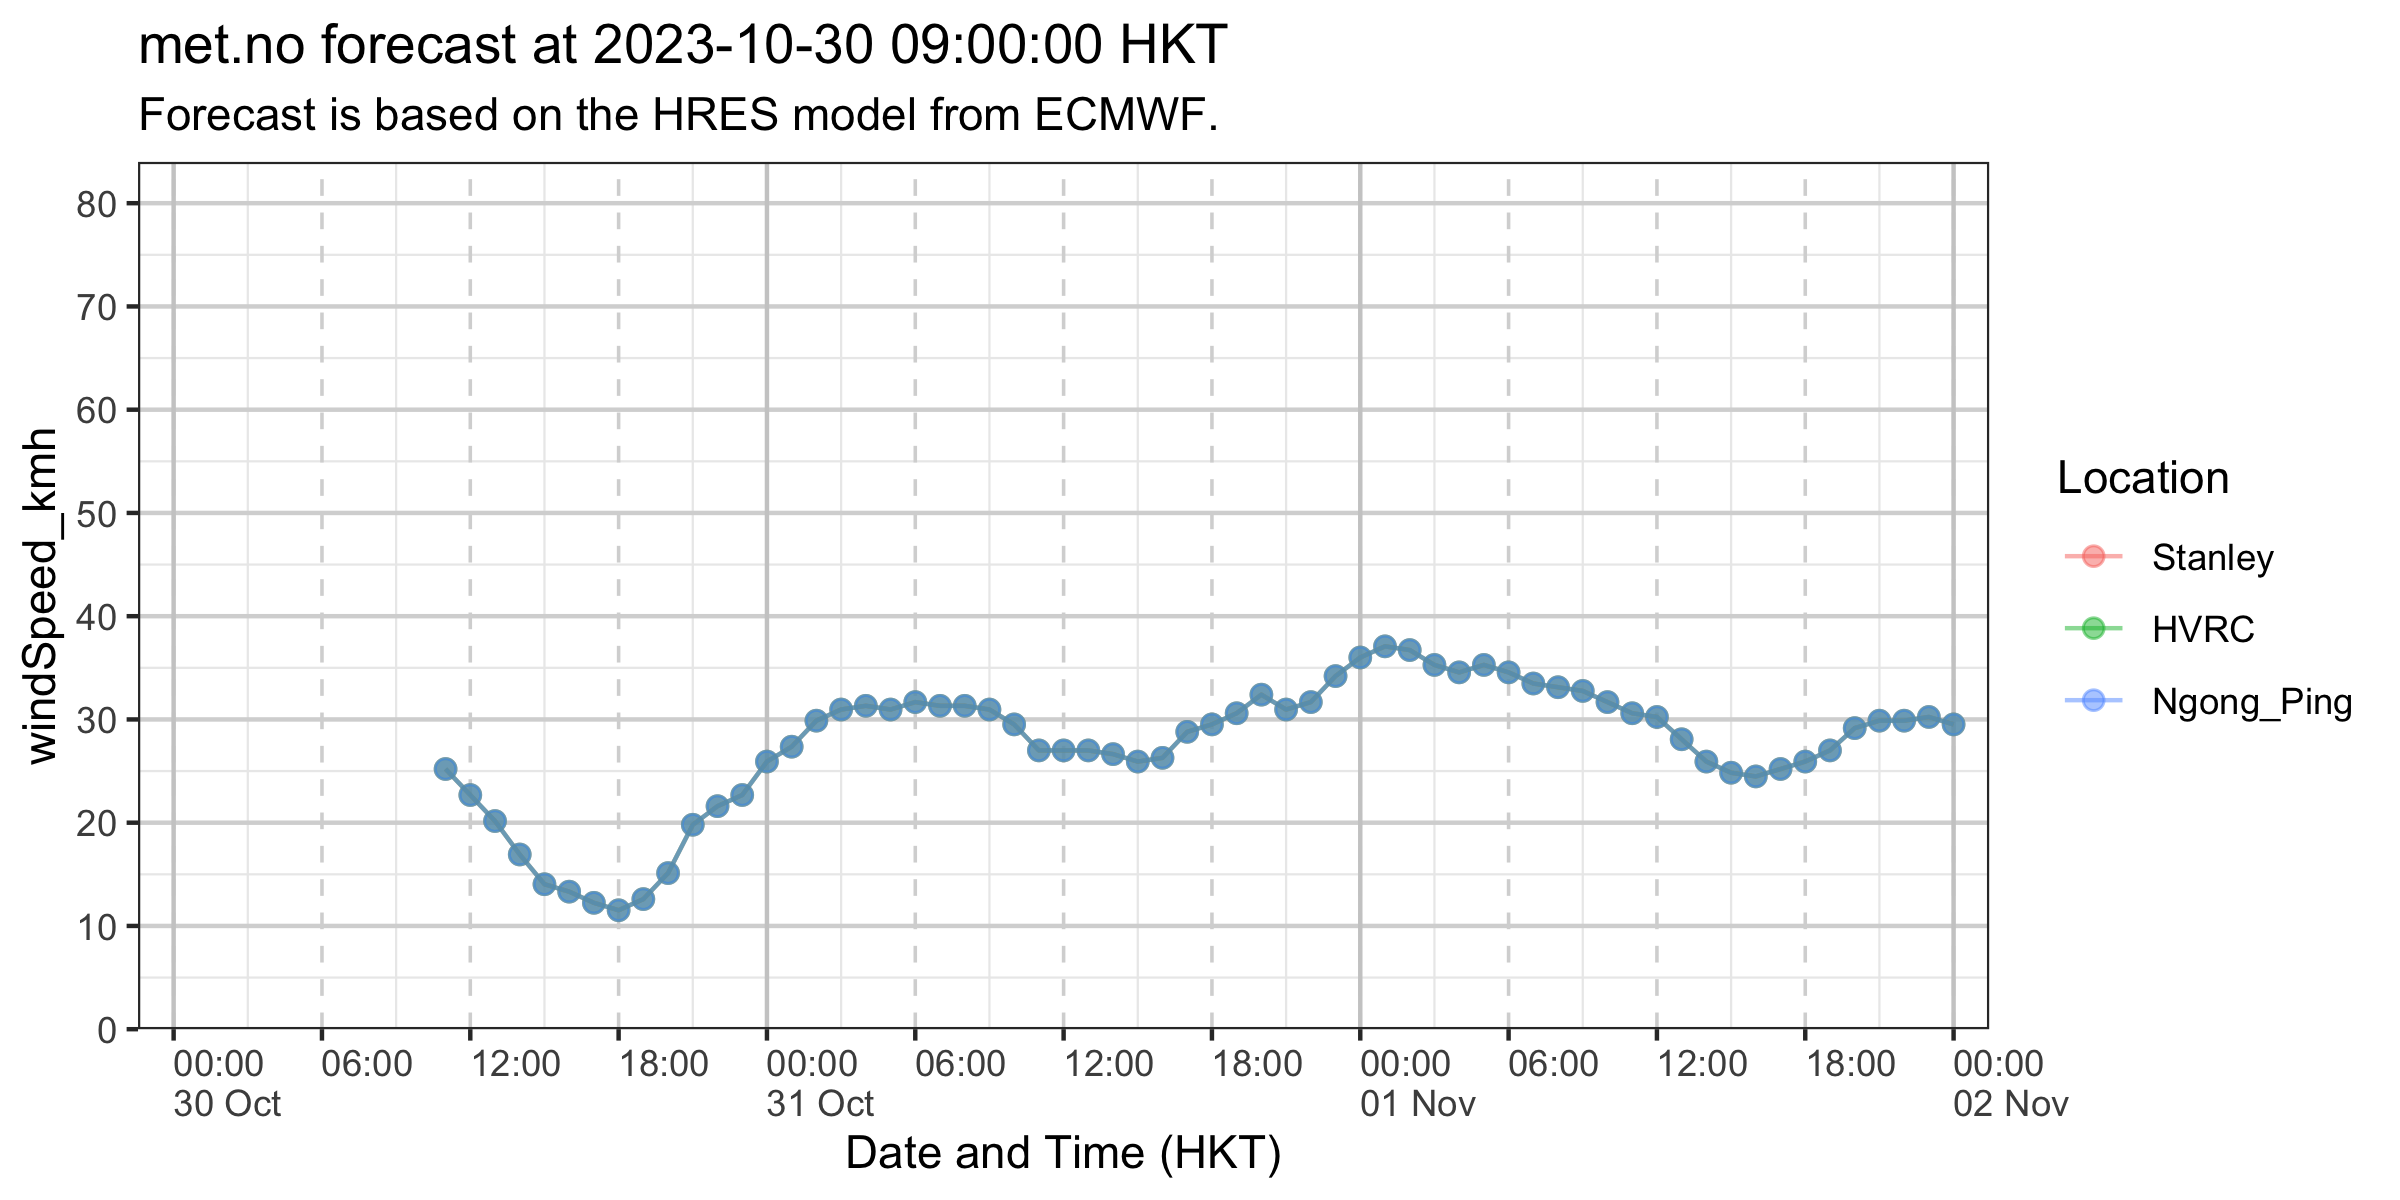 met.no forecast at 2023-10-30 09:00:00 HKT
Forecast is based on the HRES model from ECMWF.
windSpeed_kmh
80
70
60
50
40
30
20
10
0
00:00 06:00 12:00 18:00 00:00 06:00 12:00 18:00 00:00 06:00 12:00 18:00 00:00
30 Oct 31 Oct 01 Nov 02 Nov
Date and Time (HKT)
Location
Stanley
HVRC
Ngong_Ping